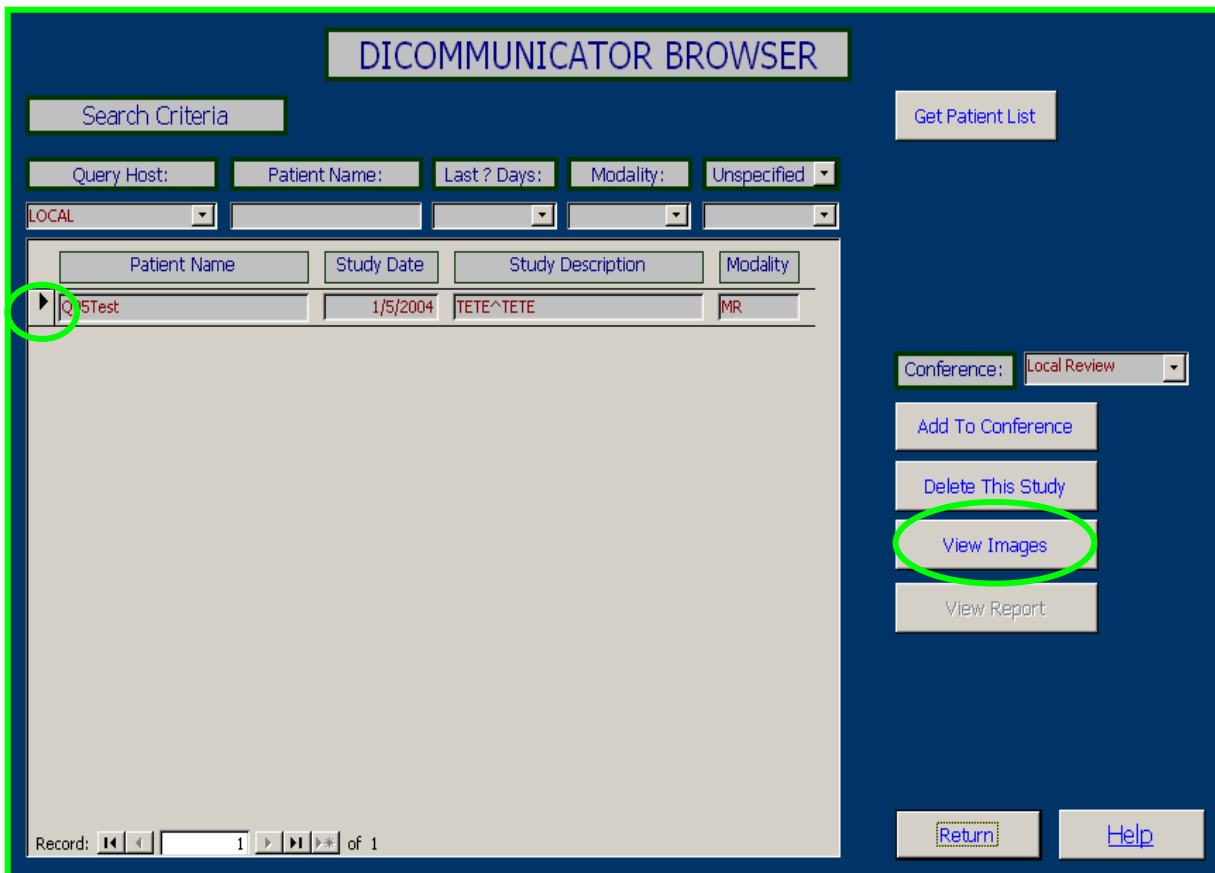 DICOMMUNICATOR BROWSER
Search Criteria
Get Patient List
Query Host: Patient Name: Last ? Days: Modality: Unspecified
LOCAL
Patient Name Study Date Study Description Modality
1/5/2004 TETE^TETE MR
Conference: Local Review
Add To Conference
Delete This Study
View Images
View Report
Record: 1 of 1
Return Help